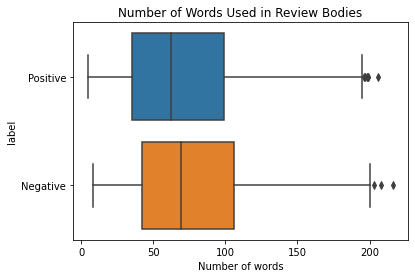 Number of Words Used in Review Bodies
Positive
label
Negative
0 50 100 150 200
Number of words